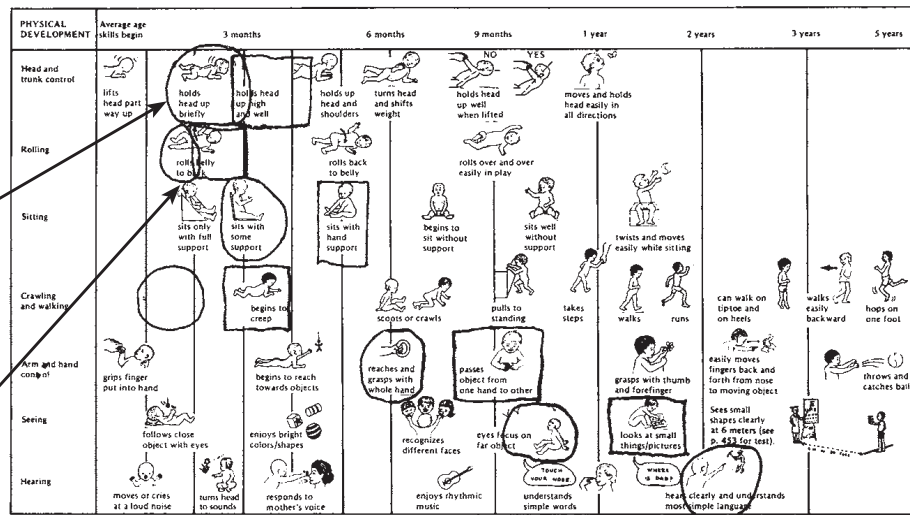 PHYSICAL
DEVELOPMENT
Average age
skills begin
3 months
6 months
9 months
1 year
2 years
3 years
5 years
Head and
trunk control
lifts
head part
way up
holds
head up
briefly
holds head
up high
and well
holds up
head and
shoulders
turns head
and shifts
weight
NO
YES
holds head
up well
when lifted
moves and holds
head easily in
all directions
Rolling
rolls belly
to back
rolls back
to belly
rolls over and over
easily in play
Sitting
sits only
with full
support
sits with
some
support
sits with
hand
support
begins to
sit without
support
sits well
without
support
twists and moves
easily while sitting
Crawling
and walking
begins to
creep
scoots or crawls
pulls to
standing
takes
steps
walks
runs
can walk on
tiptoe and
on heels
walks
easily
backward
hops on
one foot
Arm and hand
control
grips finger
put into hand
begins to reach
towards objects
reaches and
grasps with
whole hand
passes
object from
one hand to other
grasps with thumb
and forefinger
easily moves
fingers back and
forth from nose
to moving object
throws and
catches ball
Seeing
follows close
object with eyes
enjoys bright
colors/shapes
recognizes
different faces
eyes focus on
far object
looks at small
things/pictures
Sees small
shapes clearly
at 6 meters (see
p. 453 for test).
Hearing
moves or cries
at a loud noise
turns head
to sounds
responds to
mother's voice
enjoys rhythmic
music
TOUCH
YOUR NOSE
understands
simple words
WHERE
IS DAD?
hears clearly and understands
most simple language